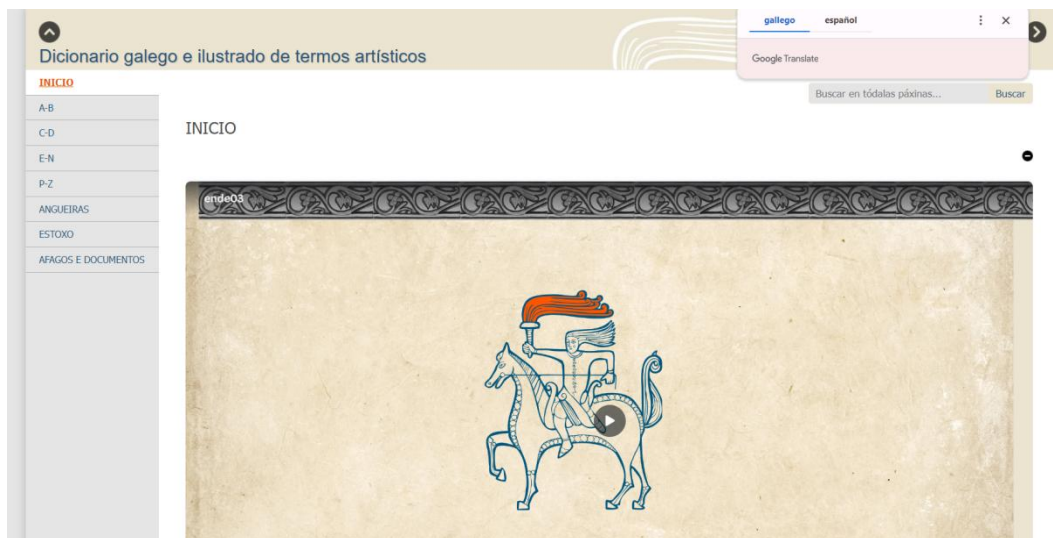 gallego español
Google Translate
Dicionario galego e ilustrado de termos artísticos
INICIO
Buscar en tódalas páxinas... Buscar
A-B
C-D
E-N
P-Z
ANGUEIRAS
ESTOXO
AFAGOS E DOCUMENTOS
INICIO
ende03